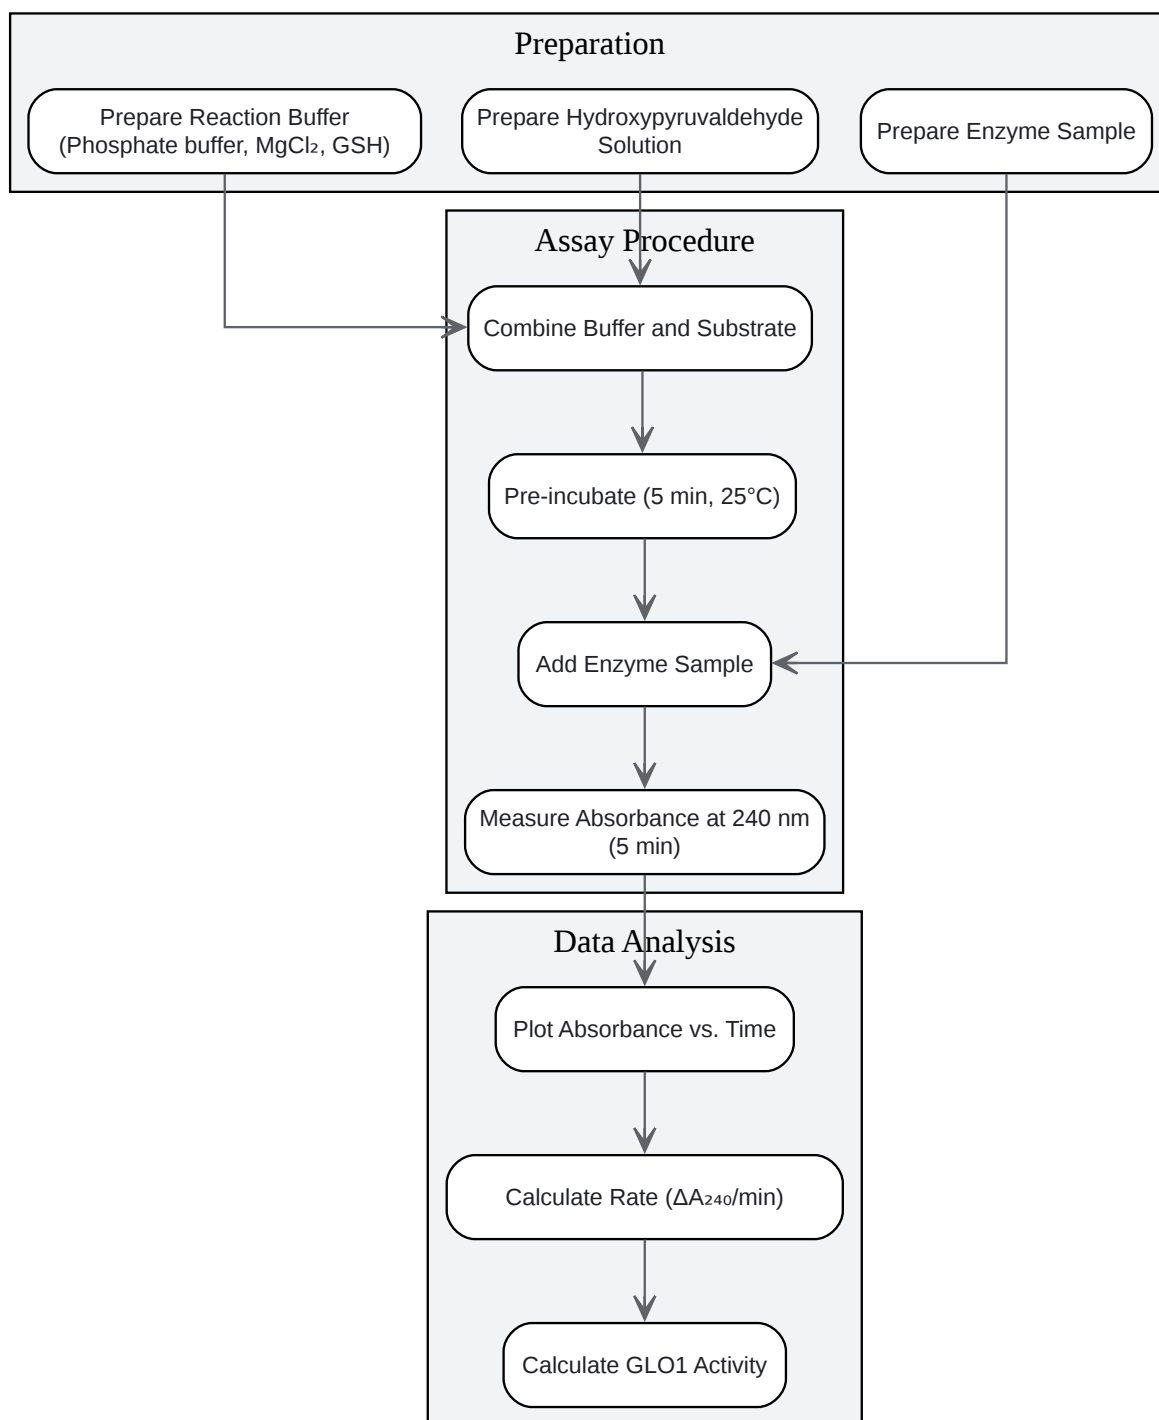 Preparation
Prepare Reaction Buffer
(Phosphate buffer, MgCl₂, GSH)
Prepare Hydroxypyruvaldehyde
Solution
Prepare Enzyme Sample
Assay Procedure
Combine Buffer and Substrate
Pre-incubate (5 min, 25°C)
Add Enzyme Sample
Measure Absorbance at 240 nm
(5 min)
Data Analysis
Plot Absorbance vs. Time
Calculate Rate (ΔA₂₄₀/min)
Calculate GLO1 Activity